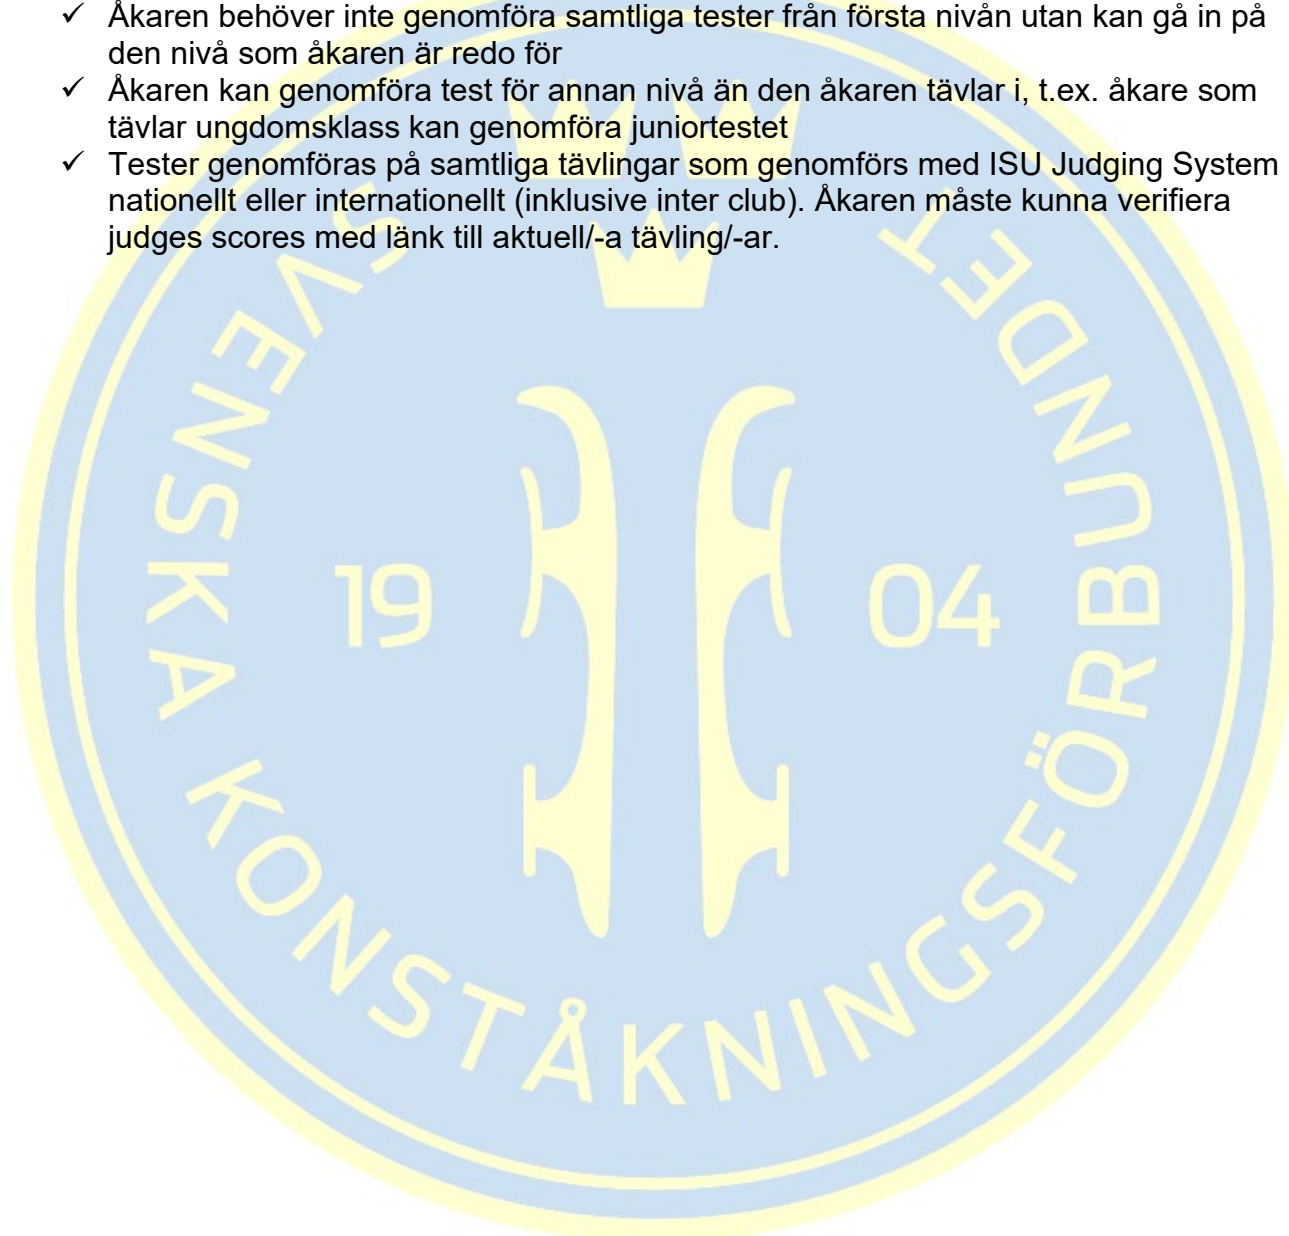 ✓ Åkaren behöver inte genomföra samtliga tester från första nivån utan kan gå in på
den nivå som åkaren är redo för
✓ Åkaren kan genomföra test för annan nivå än den åkaren tävlar i, t.ex. åkare som
tävlar ungdomsklass kan genomföra juniortestet
✓ Tester genomföras på samtliga tävlingar som genomförs med ISU Judging System
nationellt eller internationellt (inklusive inter club). Åkaren måste kunna verifiera
judges scores med länk till aktuell/-a tävling/-ar.
SVENSKA KONSTÅKNINGSFÖRBUNDET
19 04